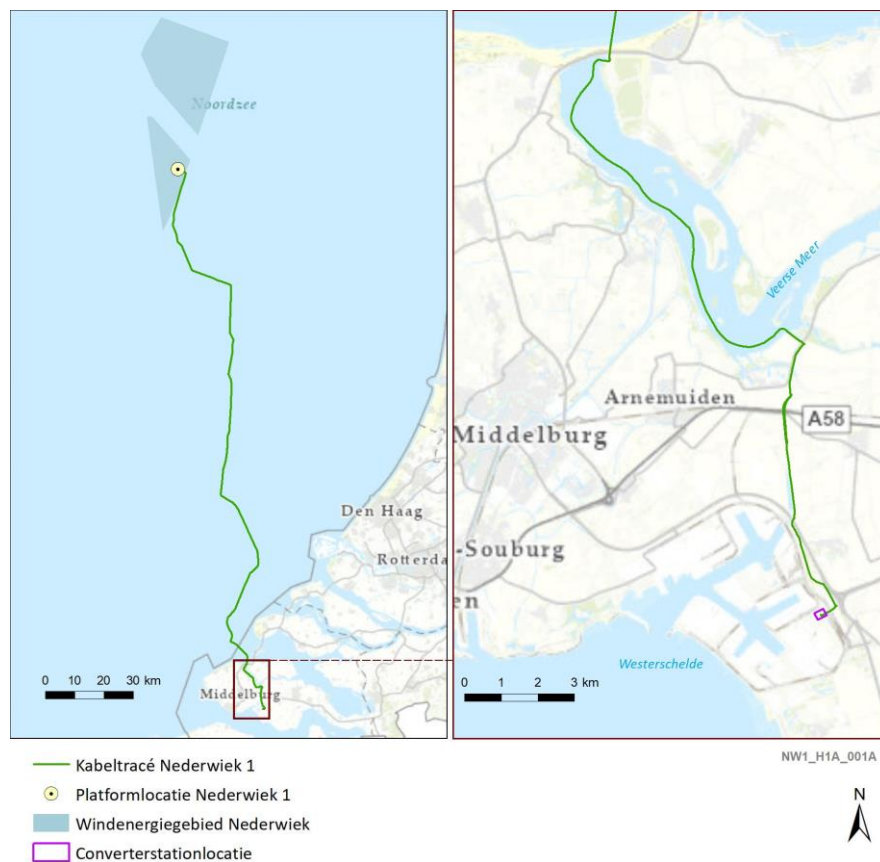 Noordzee
Den Haag
Rotterda
Middelburg
0 10 20 30 km
Veerse Meer
Arnemuiden
A58
Middelburg
-Souburg
en
Westerschelde
0 1 2 3 km
NW1_H1A_001A
Kabeltracé Nederwiek 1
Platformlocatie Nederwiek 1
Windenergiegebied Nederwiek
Converterstationlocatie
N